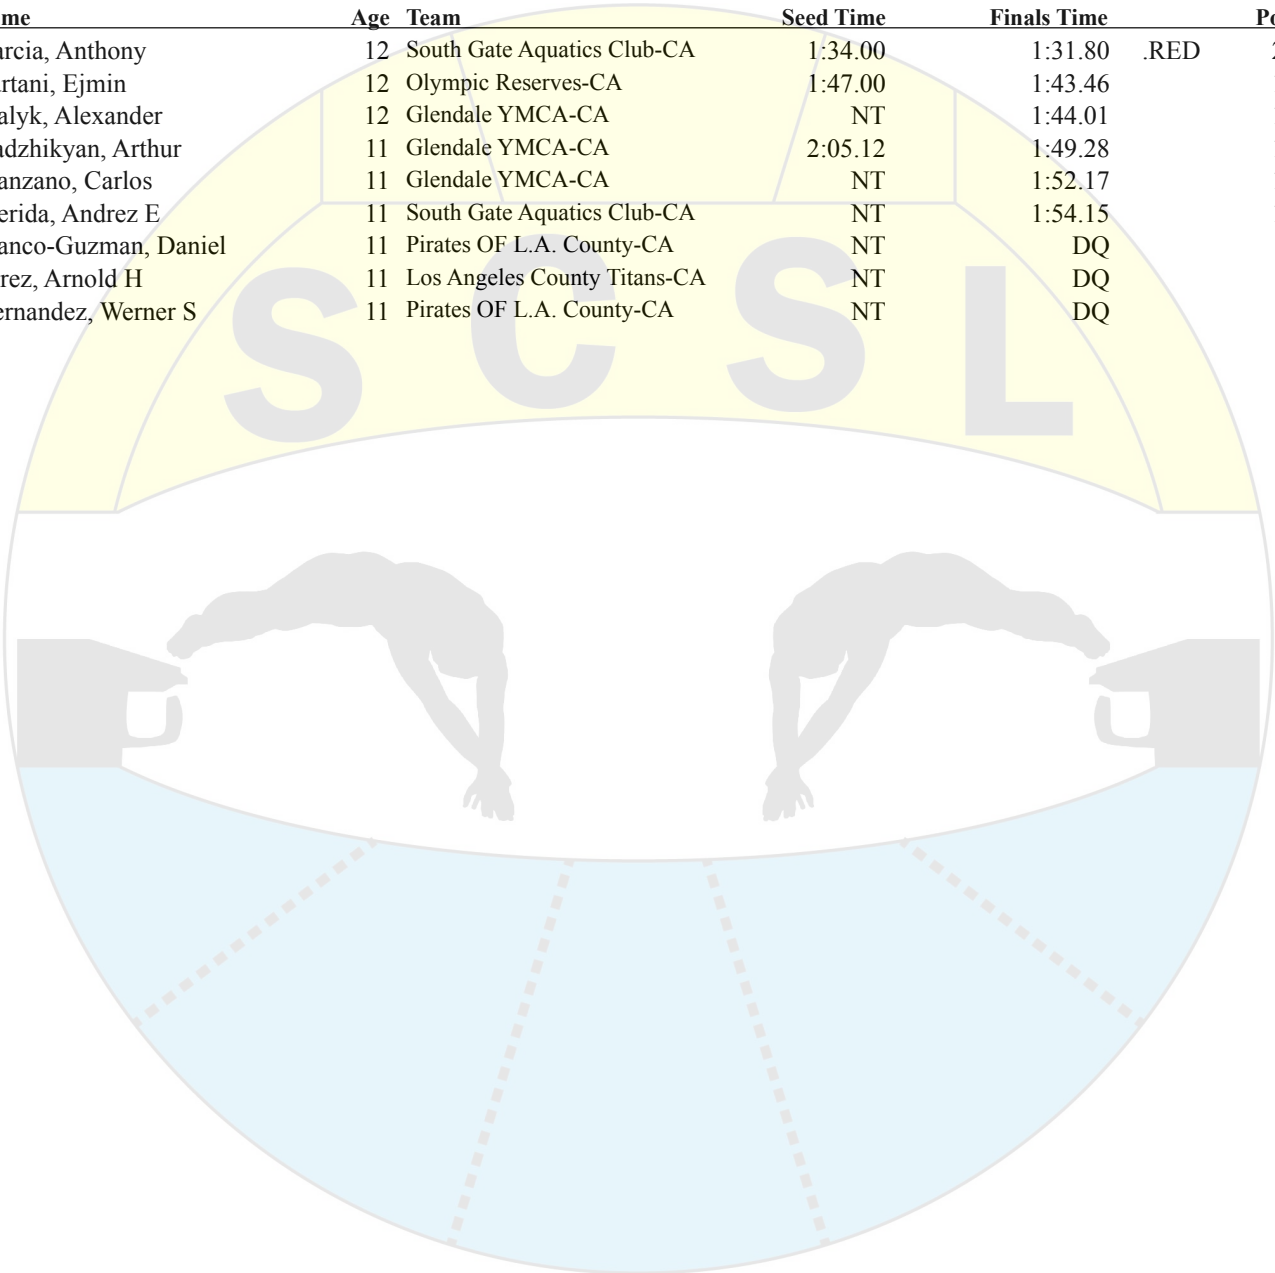 me Age Team Seed Time Finals Time Po
arcia, Anthony 12 South Gate Aquatics Club-CA 1:34.00 1:31.80 .RED 2
artani, Ejmin 12 Olympic Reserves-CA 1:47.00 1:43.46
alyk, Alexander 12 Glendale YMCA-CA NT 1:44.01
adzhikyan, Arthur 11 Glendale YMCA-CA 2:05.12 1:49.28
anzano, Carlos 11 Glendale YMCA-CA NT 1:52.17
erida, Andrez E 11 South Gate Aquatics Club-CA NT 1:54.15
anco-Guzman, Daniel 11 Pirates OF L.A. County-CA NT DQ
rez, Arnold H 11 Los Angeles County Titans-CA NT DQ
ernandez, Werner S 11 Pirates OF L.A. County-CA NT DQ
S C S L